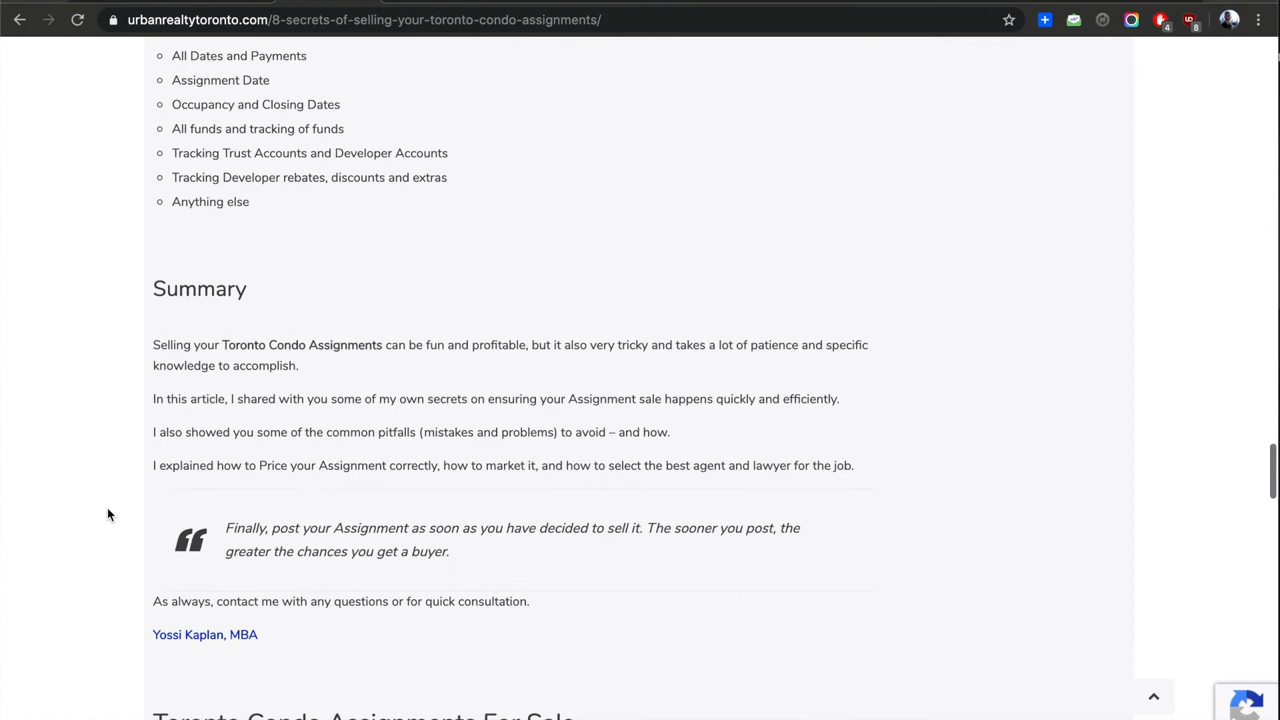 urbanrealtytoronto.com/8-secrets-of-selling-your-toronto-condo-assignments/
4
8
All Dates and Payments
Assignment Date
Occupancy and Closing Dates
All funds and tracking of funds
Tracking Trust Accounts and Developer Accounts
Tracking Developer rebates, discounts and extras
Anything else
Summary
Selling your Toronto Condo Assignments can be fun and profitable, but it also very tricky and takes a lot of patience and specific
knowledge to accomplish.
In this article, I shared with you some of my own secrets on ensuring your Assignment sale happens quickly and efficiently.
I also showed you some of the common pitfalls (mistakes and problems) to avoid – and how.
I explained how to Price your Assignment correctly, how to market it, and how to select the best agent and lawyer for the job.
Finally, post your Assignment as soon as you have decided to sell it. The sooner you post, the
greater the chances you get a buyer.
As always, contact me with any questions or for quick consultation.
Yossi Kaplan, MBA
Toronto Condo Assignments For Sale